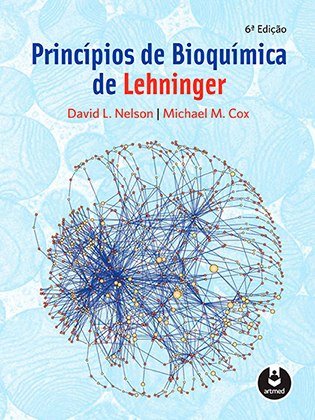 6ª Edição
Princípios de Bioquímica
de Lehninger
David L. Nelson | Michael M. Cox
artmed